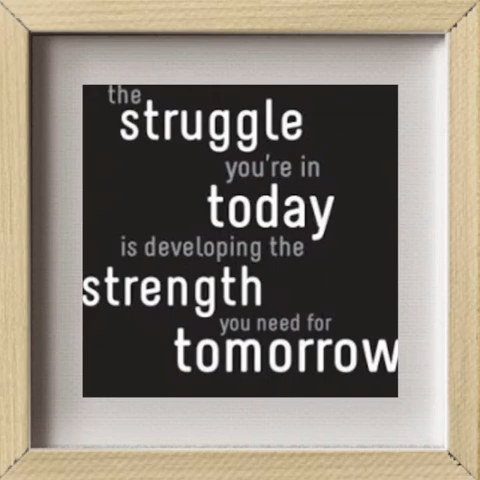 the
struggle
you're in
today
is developing the
strength
you need for
tomorrow